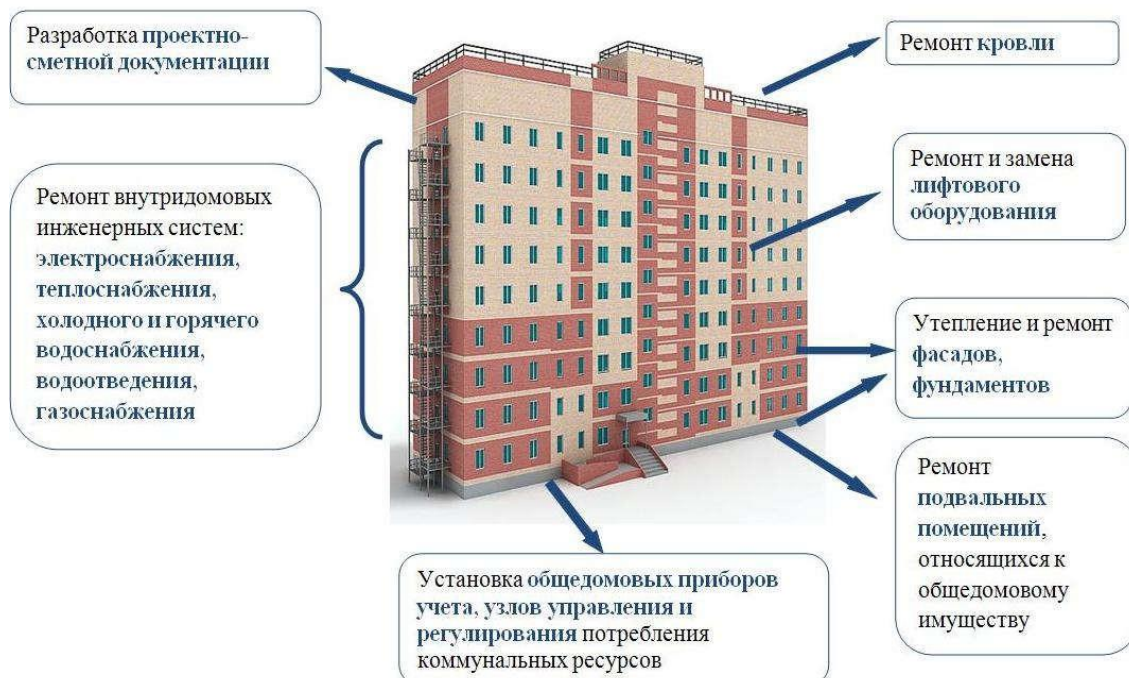 Разработка проектно-
сметной документации
Ремонт внутридомовых
инженерных систем:
электроснабжения,
теплоснабжения,
холодного и горячего
водоснабжения,
водоотведения,
газоснабжения
Установка общедомовых приборов
учета, узлов управления и
регулирования потребления
коммунальных ресурсов
Ремонт кровли
Ремонт и замена
лифтового
оборудования
Утепление и ремонт
фасадов,
фундаментов
Ремонт
подвальных
помещений,
относящихся к
общедомовому
имуществу